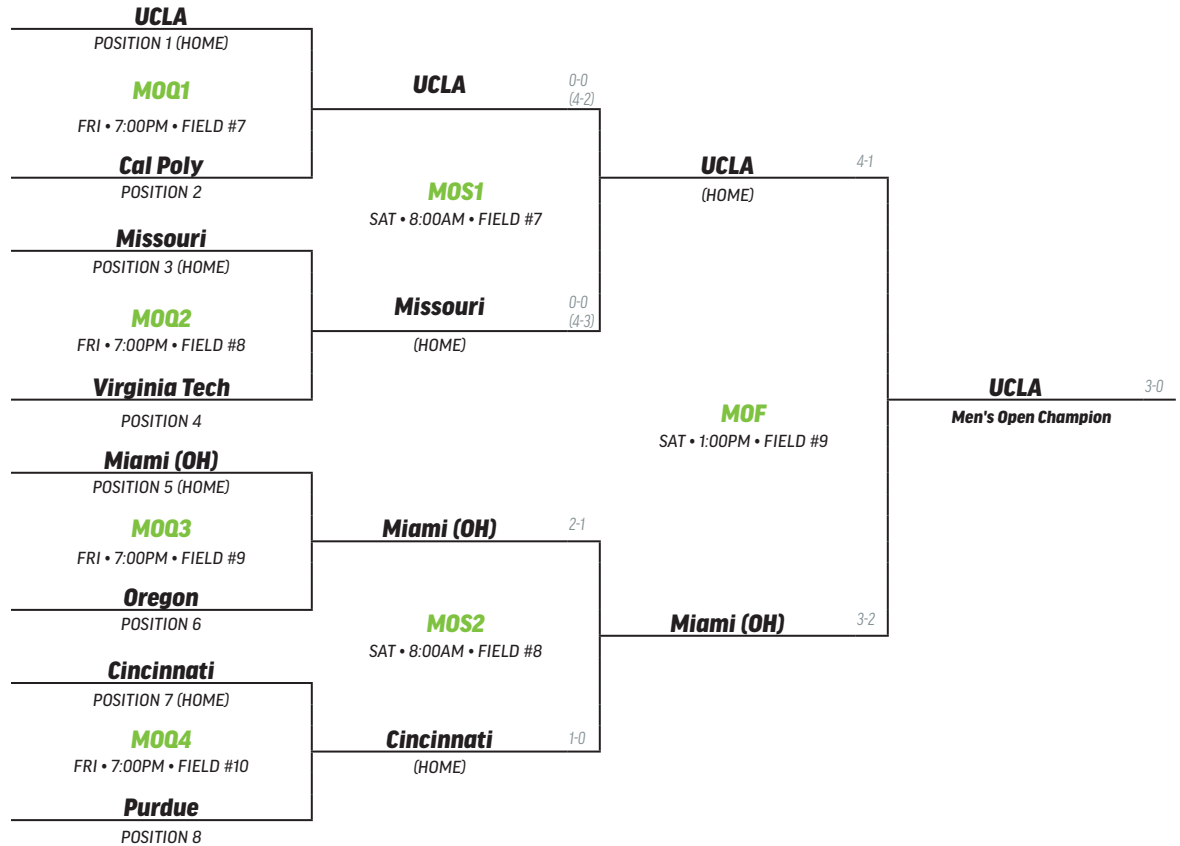 UCLA
POSITION 1 (HOME)
MOQ1
FRI • 7:00PM • FIELD #7
Cal Poly
POSITION 2
Missouri
POSITION 3 (HOME)
MOQ2
FRI • 7:00PM • FIELD #8
Virginia Tech
POSITION 4
Miami (OH)
POSITION 5 (HOME)
MOQ3
FRI • 7:00PM • FIELD #9
Oregon
POSITION 6
Cincinnati
POSITION 7 (HOME)
MOQ4
FRI • 7:00PM • FIELD #10
Purdue
POSITION 8
UCLA
0-0
(4-2)
MOS1
SAT • 8:00AM • FIELD #7
Missouri
0-0
(4-3)
(HOME)
Miami (OH)
2-1
MOS2
SAT • 8:00AM • FIELD #8
Cincinnati
1-0
(HOME)
UCLA
4-1
(HOME)
MOF
SAT • 1:00PM • FIELD #9
Miami (OH)
3-2
UCLA
3-0
Men's Open Champion